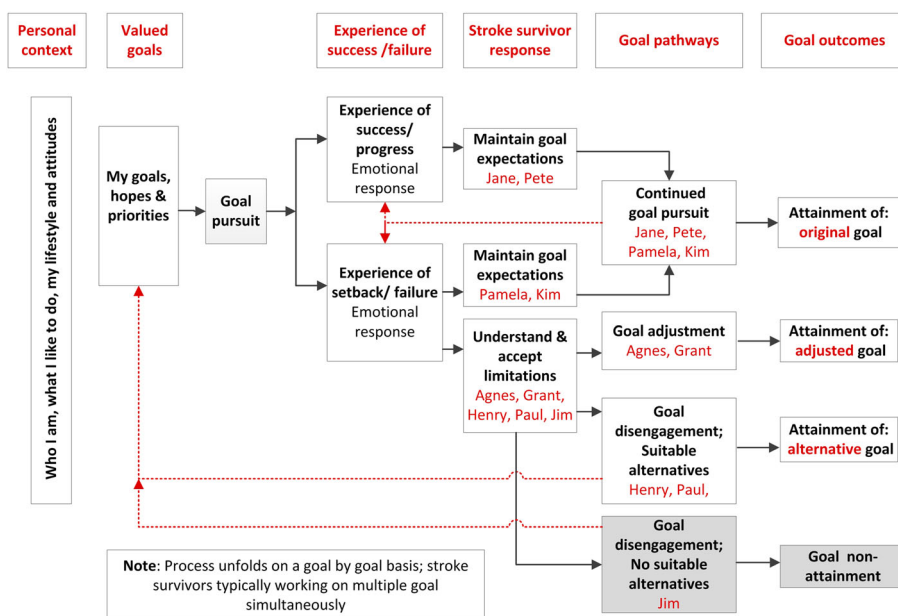 Personal
context
Valued
goals
Experience of
success /failure
Stroke survivor
response
Goal pathways
Goal outcomes
Who I am, what I like to do, my lifestyle and attitudes
My goals,
hopes &
priorities
Goal
pursuit
Experience of
success/
progress
Emotional
response
Maintain goal
expectations
Jane, Pete
Continued
goal pursuit
Jane, Pete,
Pamela, Kim
Attainment of:
original goal
Experience of
setback/ failure
Emotional
response
Maintain goal
expectations
Pamela, Kim
Understand &
accept
limitations
Agnes, Grant,
Henry, Paul, Jim
Goal adjustment
Agnes, Grant
Attainment of:
adjusted goal
Goal
disengagement;
Suitable
alternatives
Henry, Paul,
Attainment of:
alternative goal
Goal
disengagement;
No suitable
alternatives
Jim
Goal non-
attainment
Note: Process unfolds on a goal by goal basis; stroke
survivors typically working on multiple goal
simultaneously